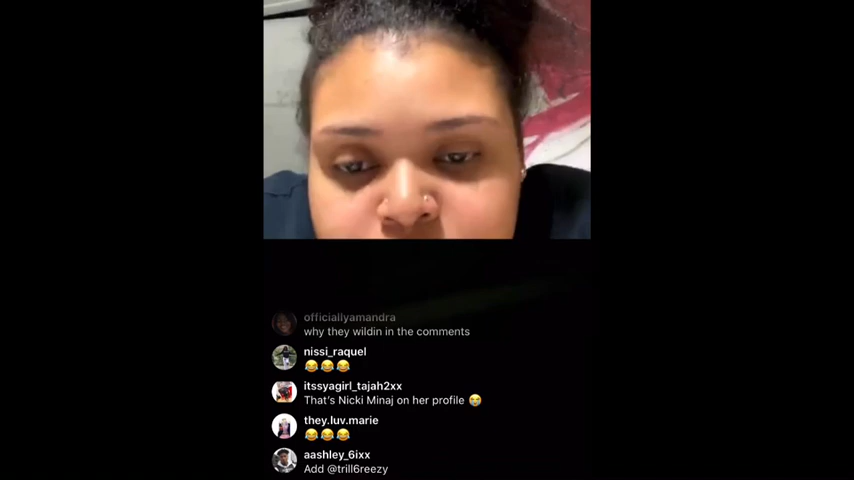 officiallyamandra
why they wildin in the comments
nissi_raquel
😂😂😂
itssyagirl_tajah2xx
That's Nicki Minaj on her profile 😭
they.luv.marie
😂😂😂
aashley_6ixx
Add @trill6reezy